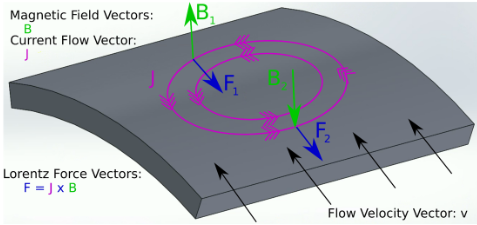 Magnetic Field Vectors:
B
Current Flow Vector:
J
B1
J
F1
B2
F2
Lorentz Force Vectors:
F = J x B
Flow Velocity Vector: v